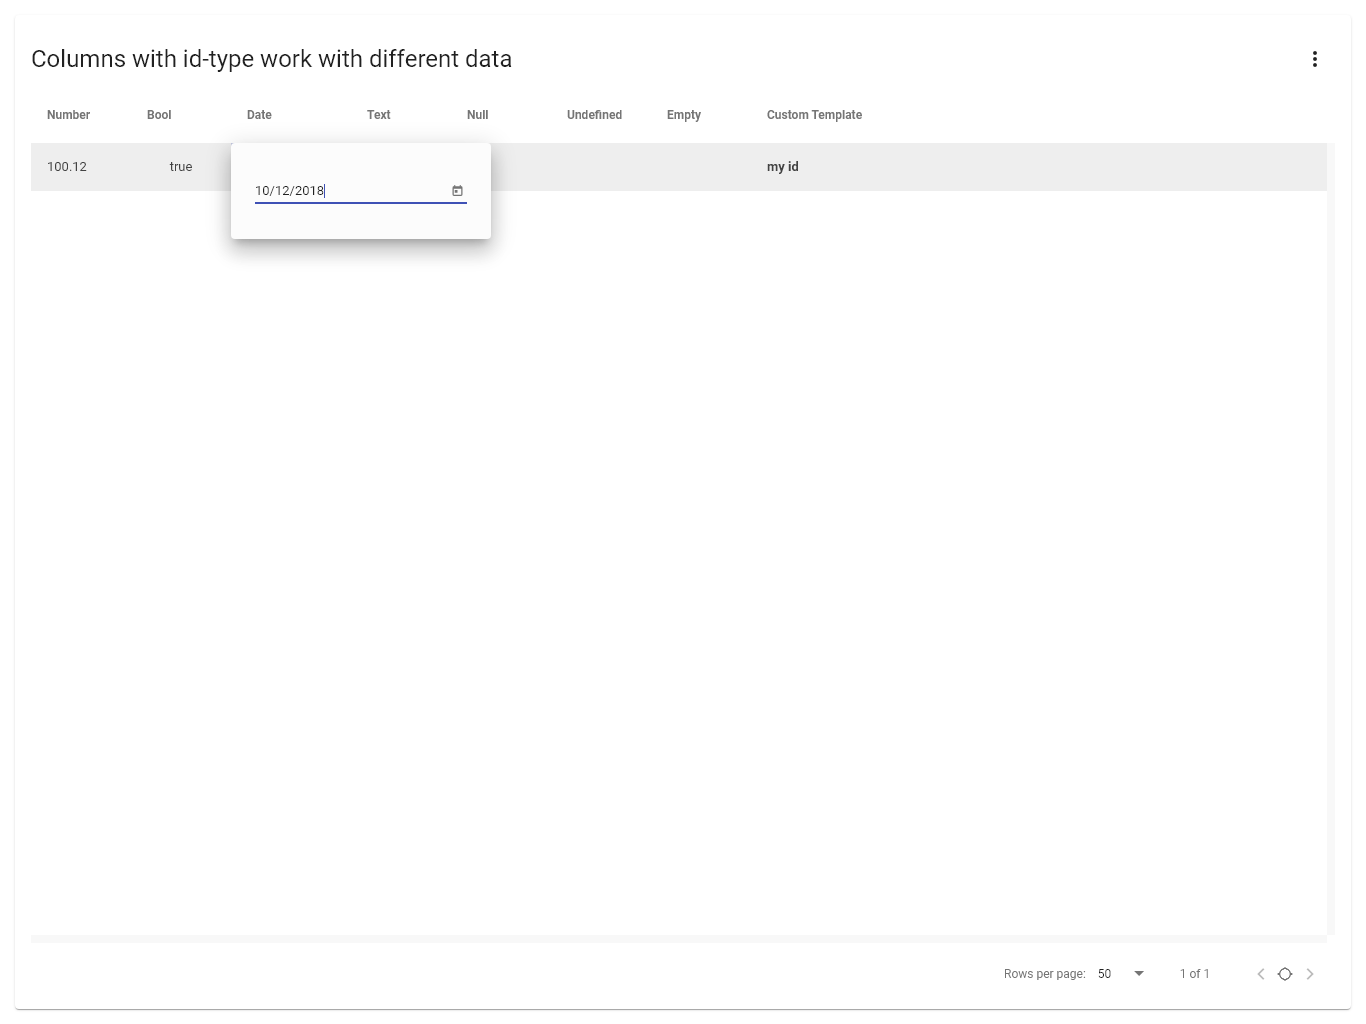 Columns with id-type work with different data
Number Bool Date Text Null Undefined Empty Custom Template
100.12 true my id
10/12/2018
Rows per page: 50 1 of 1